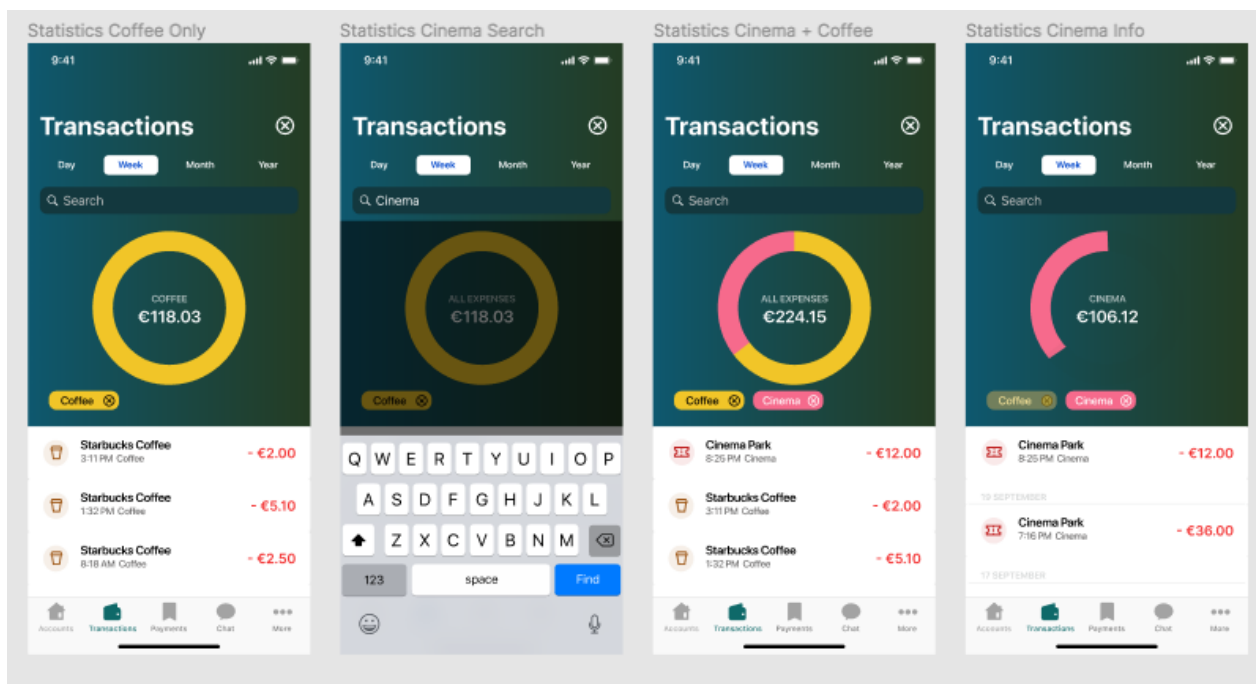 Statistics Coffee Only
9:41
Transactions
Day Week Month Year
Search
COFFEE
€118.03
Coffee
Starbucks Coffee
3:11 PM Coffee
- €2.00
Starbucks Coffee
1:32 PM Coffee
- €5.10
Starbucks Coffee
8:18 AM Coffee
- €2.50
Accounts Transactions Payments Chat More
Statistics Cinema Search
9:41
Transactions
Day Week Month Year
Cinema
ALL EXPENSES
€118.03
Coffee
Q W E R T Y U I O P
A S D F G H J K L
Z X C V B N M
123 space Find
Statistics Cinema + Coffee
9:41
Transactions
Day Week Month Year
Search
ALL EXPENSES
€224.15
Coffee Cinema
Cinema Park
8:25 PM Cinema
- €12.00
Starbucks Coffee
3:11 PM Coffee
- €2.00
Starbucks Coffee
1:32 PM Coffee
- €5.10
Accounts Transactions Payments Chat More
Statistics Cinema Info
9:41
Transactions
Day Week Month Year
Search
CINEMA
€106.12
Coffee Cinema
Cinema Park
8:25 PM Cinema
- €12.00
19 SEPTEMBER
Cinema Park
7:16 PM Cinema
- €36.00
17 SEPTEMBER
Accounts Transactions Payments Chat More